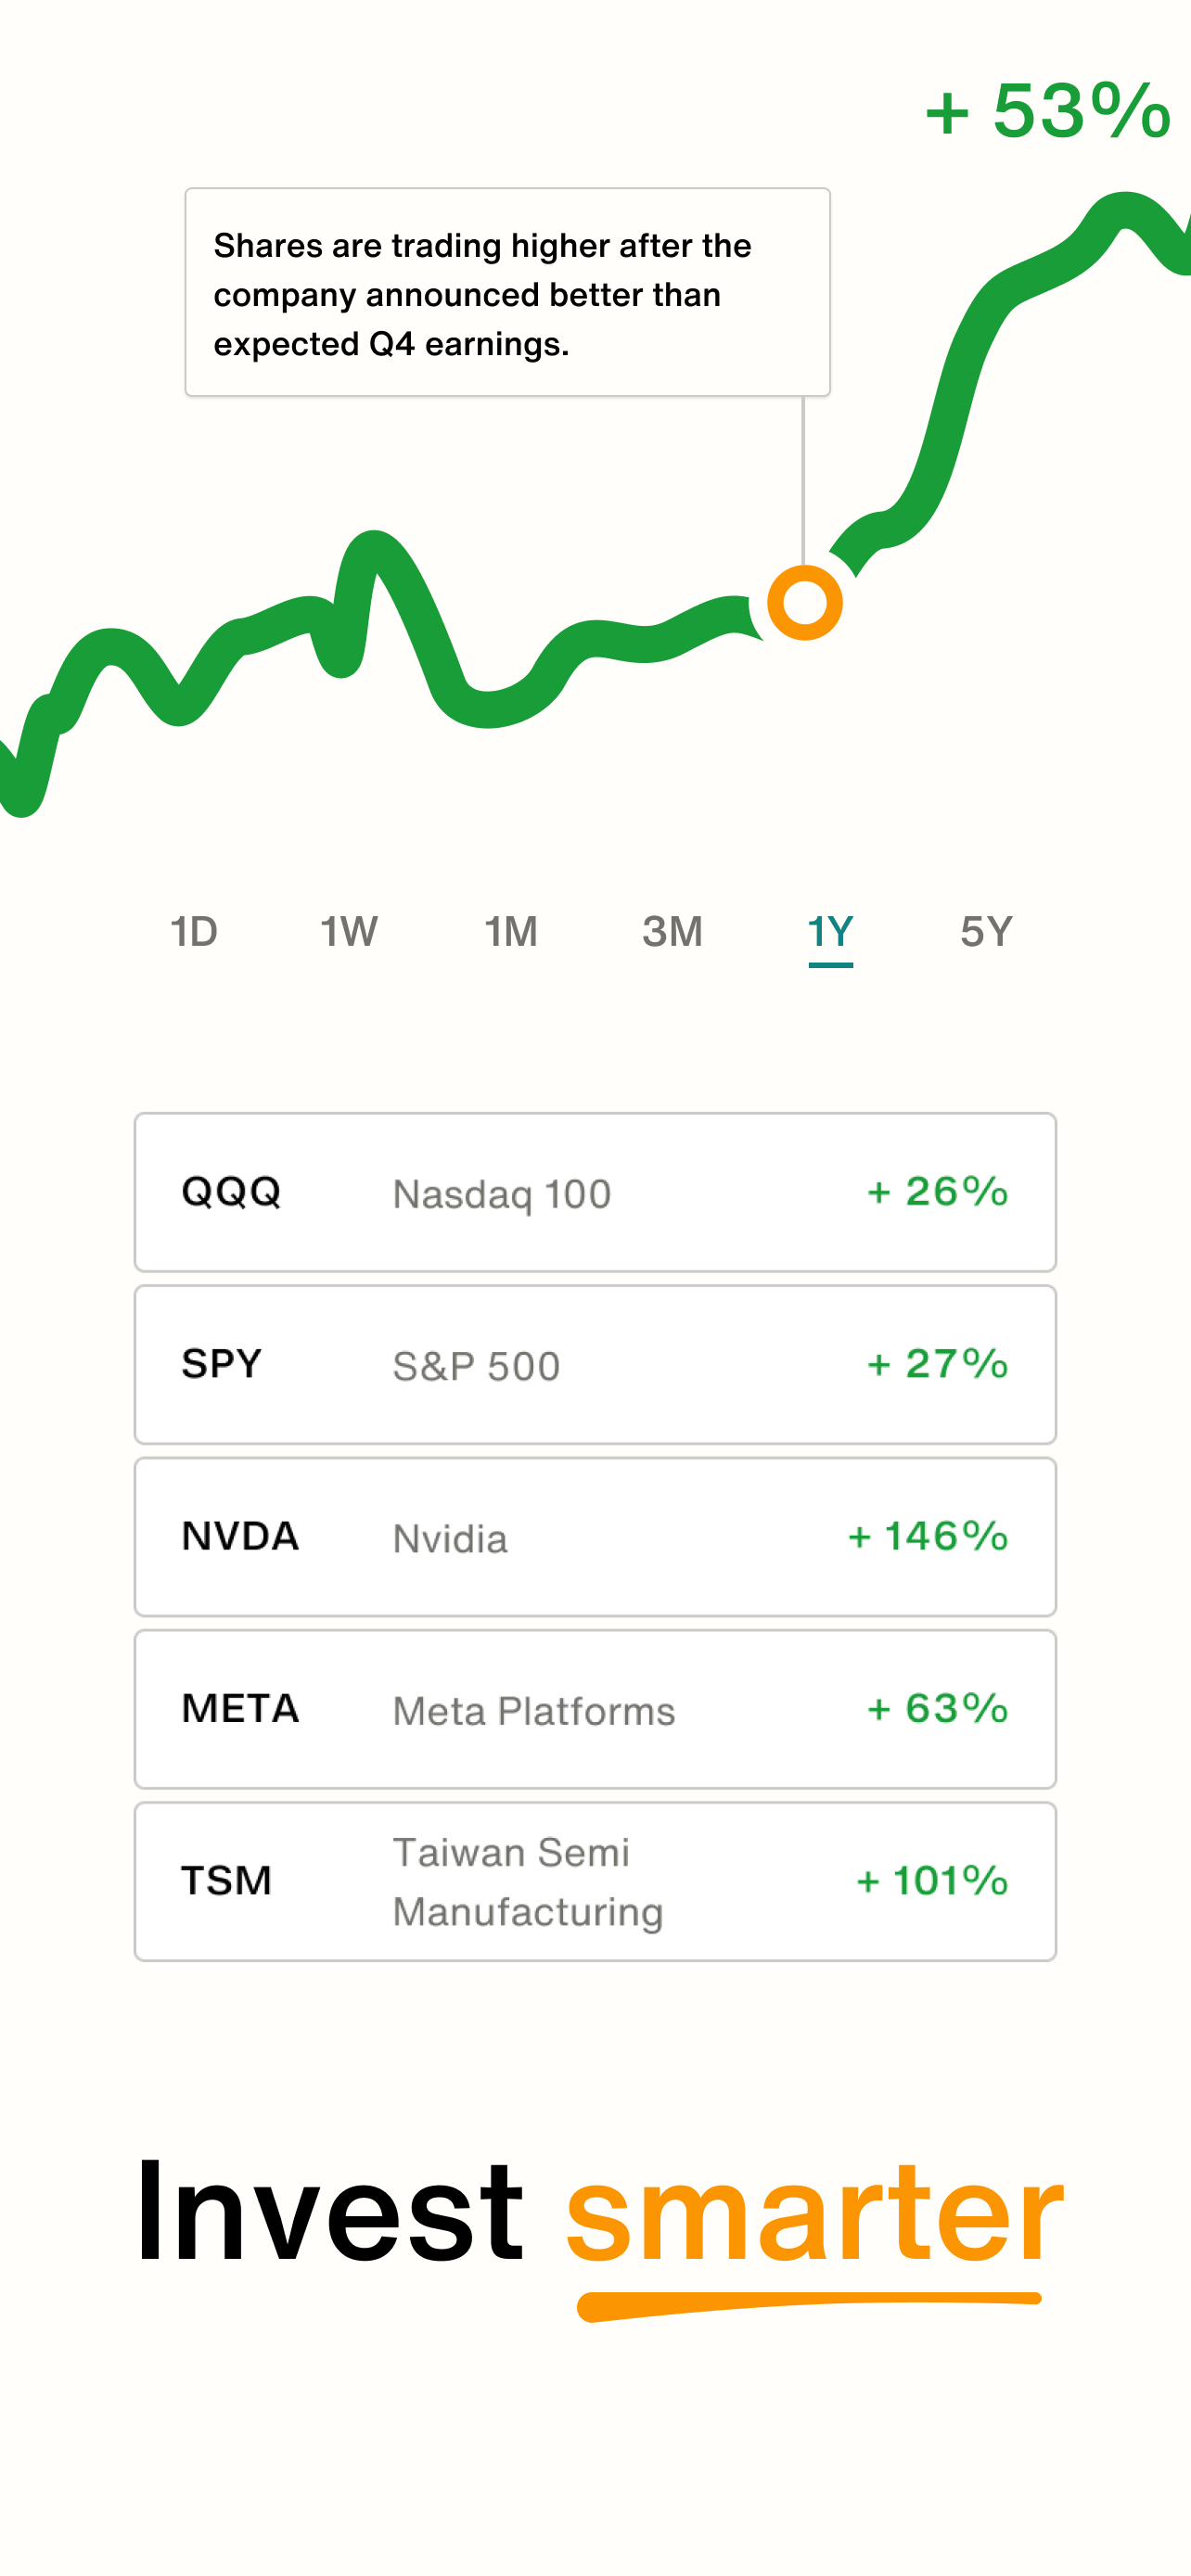 + 53%
Shares are trading higher after the
company announced better than
expected Q4 earnings.
1D 1W 1M 3M 1Y 5Y
QQQ Nasdaq 100 + 26%
SPY S&P 500 + 27%
NVDA Nvidia + 146%
META Meta Platforms + 63%
TSM Taiwan Semi
Manufacturing + 101%
Invest smarter